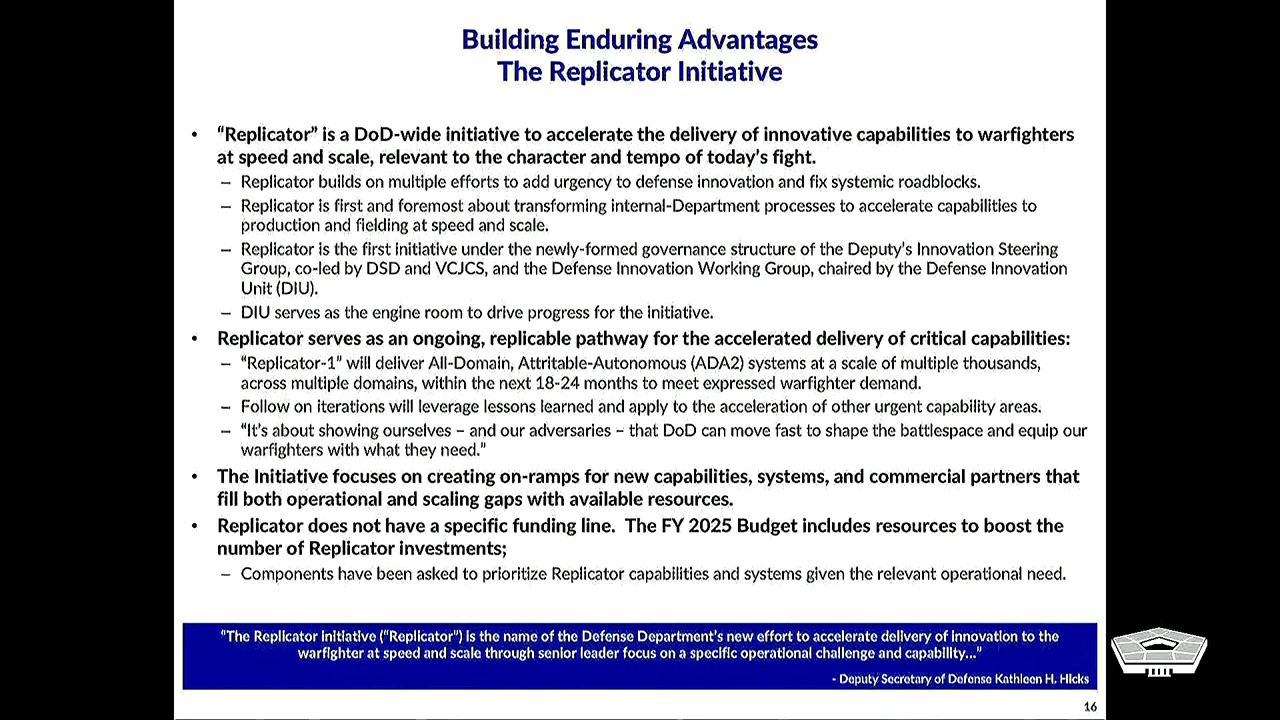 Building Enduring Advantages
The Replicator Initiative
• “Replicator” is a DoD-wide initiative to accelerate the delivery of innovative capabilities to warfighters
at speed and scale, relevant to the character and tempo of today’s fight.
– Replicator builds on multiple efforts to add urgency to defense innovation and fix systemic roadblocks.
– Replicator is first and foremost about transforming internal-Department processes to accelerate capabilities to
production and fielding at speed and scale.
– Replicator is the first initiative under the newly-formed governance structure of the Deputy’s Innovation Steering
Group, co-led by DSD and VCJCS, and the Defense Innovation Working Group, chaired by the Defense Innovation
Unit (DIU).
– DIU serves as the engine room to drive progress for the initiative.
• Replicator serves as an ongoing, replicable pathway for the accelerated delivery of critical capabilities:
– “Replicator-1” will deliver All-Domain, Attritable-Autonomous (ADA2) systems at a scale of multiple thousands,
across multiple domains, within the next 18-24 months to meet expressed warfighter demand.
– Follow on iterations will leverage lessons learned and apply to the acceleration of other urgent capability areas.
– “It’s about showing ourselves – and our adversaries – that DoD can move fast to shape the battlespace and equip our
warfighters with what they need.”
• The Initiative focuses on creating on-ramps for new capabilities, systems, and commercial partners that
fill both operational and scaling gaps with available resources.
• Replicator does not have a specific funding line. The FY 2025 Budget includes resources to boost the
number of Replicator investments;
– Components have been asked to prioritize Replicator capabilities and systems given the relevant operational need.
“The Replicator Initiative (“Replicator”) is the name of the Defense Department’s new effort to accelerate delivery of innovation to the
warfighter at speed and scale through senior leader focus on a specific operational challenge and capability…”
- Deputy Secretary of Defense Kathleen H. Hicks
16